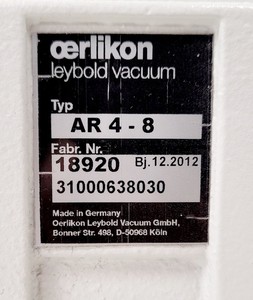 œrlikon
leybold vacuum
Typ
AR 4 - 8
Fabr. Nr.
18920 Bj.12.2012
31000638030
Made in Germany
Oerlikon Leybold Vacuum GmbH,
Bonner Str. 498, D-50968 Köln